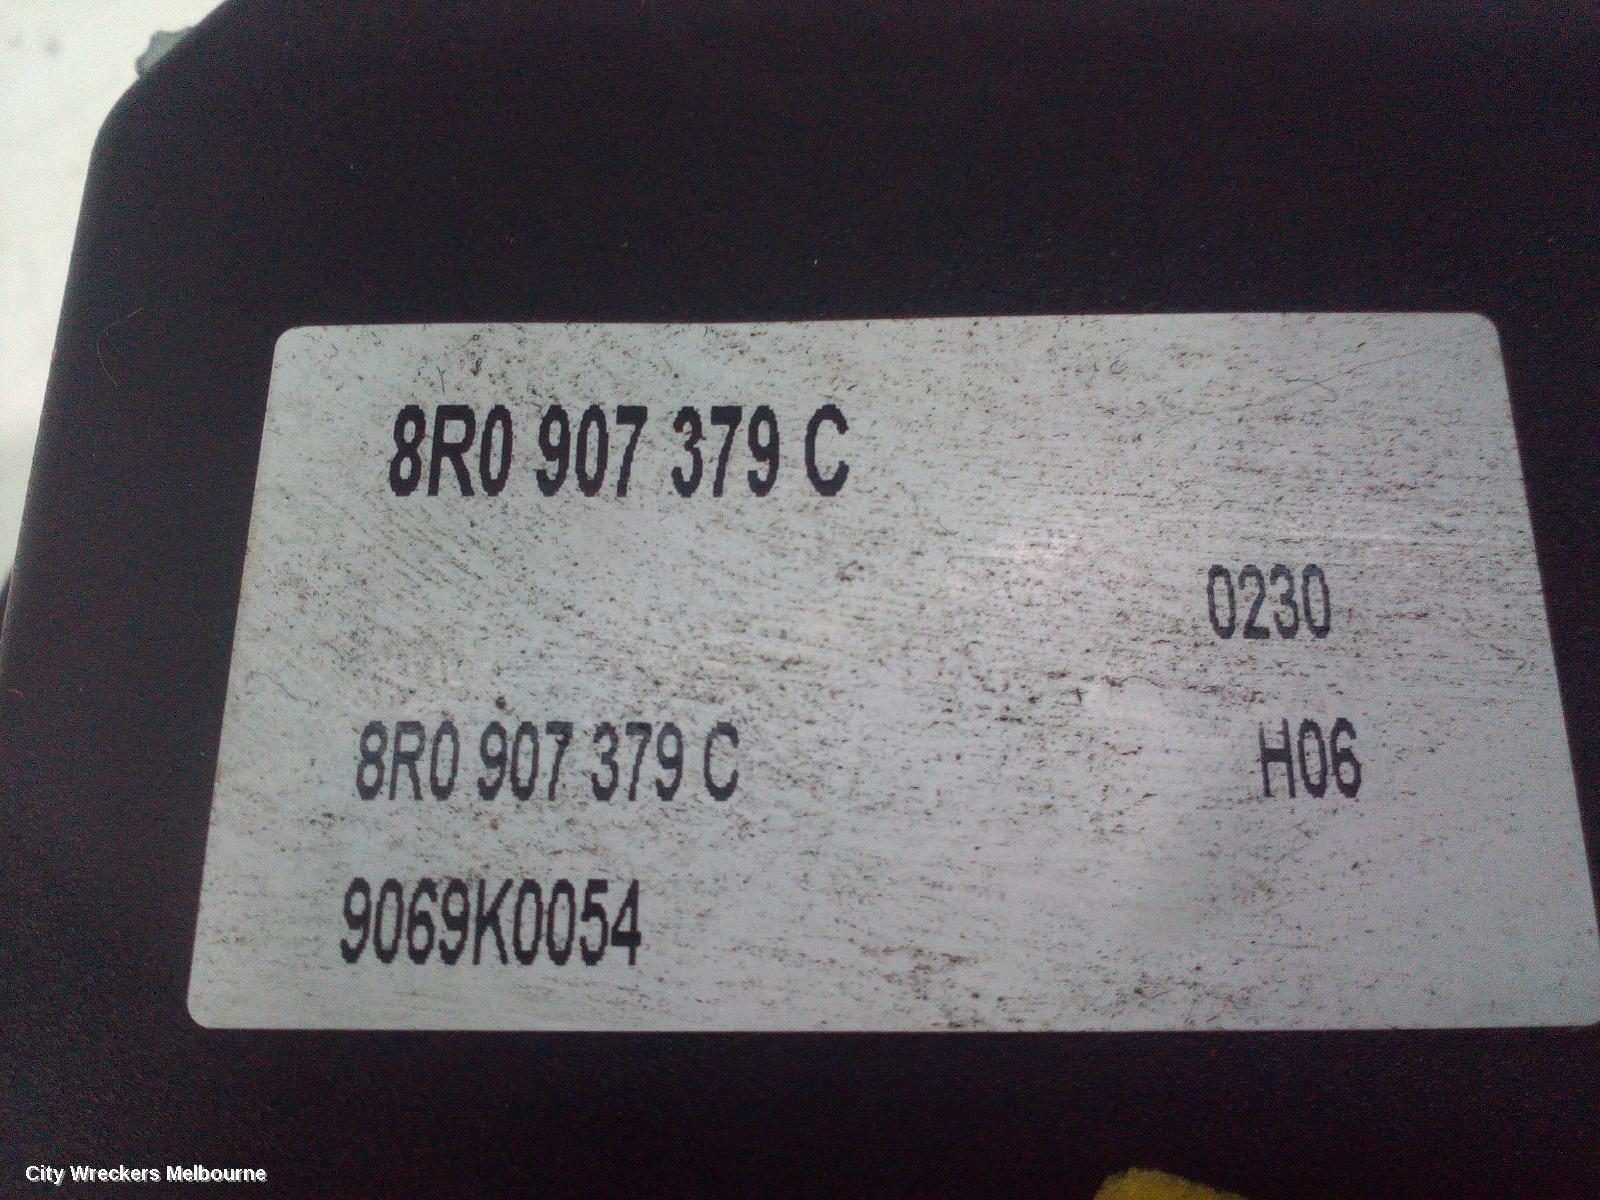 8R0 907 379 C
0230
8R0 907 379 C H06
9069K0054
City Wreckers Melbourne